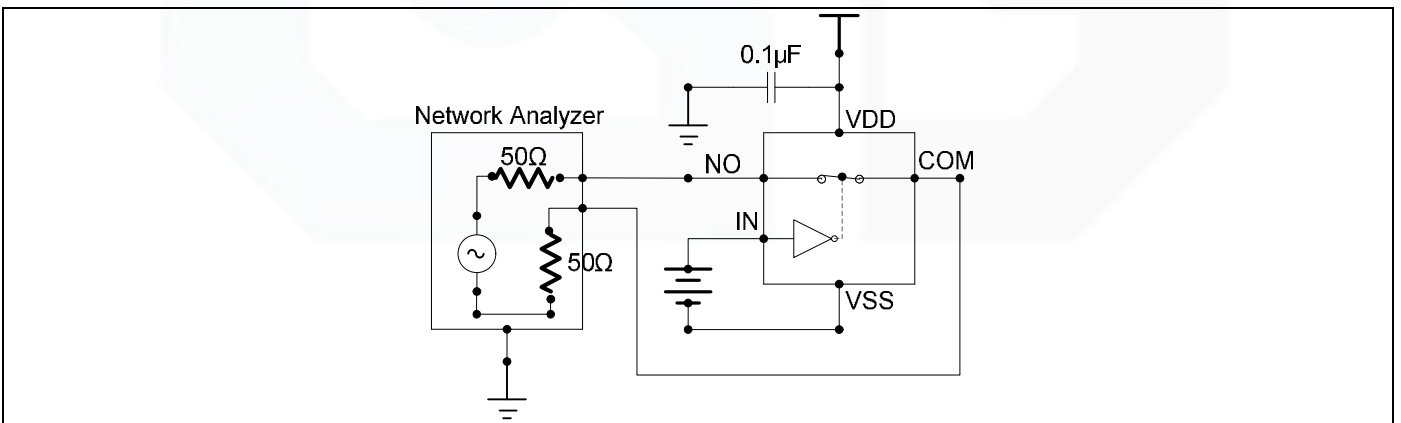 0.1µF
VDD
Network Analyzer
50Ω
NO
COM
IN
50Ω
VSS